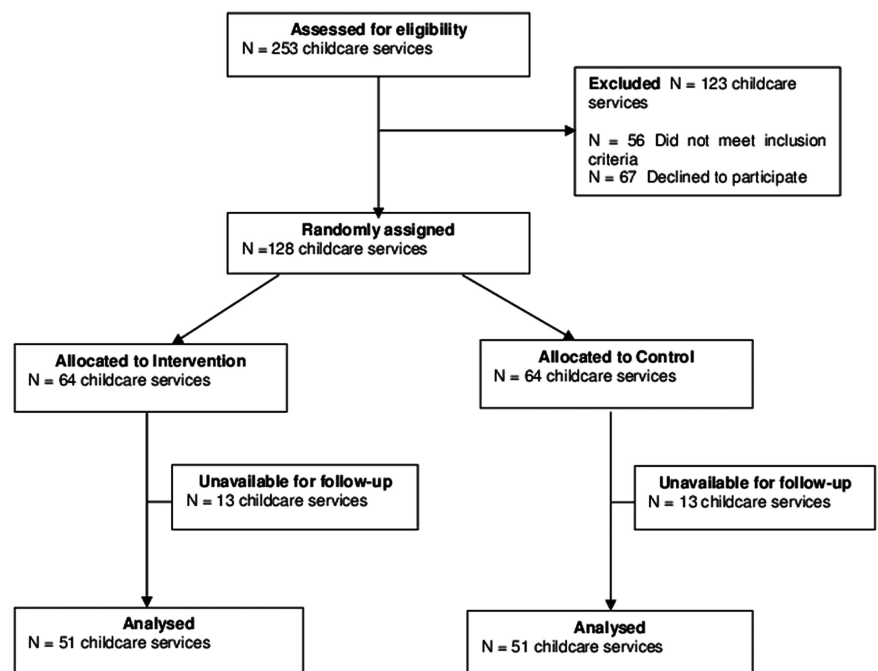 Assessed for eligibility
N = 253 childcare services
Excluded N = 123 childcare
services
N = 56 Did not meet inclusion
criteria
N = 67 Declined to participate
Randomly assigned
N =128 childcare services
Allocated to Intervention
N = 64 childcare services
Allocated to Control
N = 64 childcare services
Unavailable for follow-up
N = 13 childcare services
Unavailable for follow-up
N = 13 childcare services
Analysed
N = 51 childcare services
Analysed
N = 51 childcare services